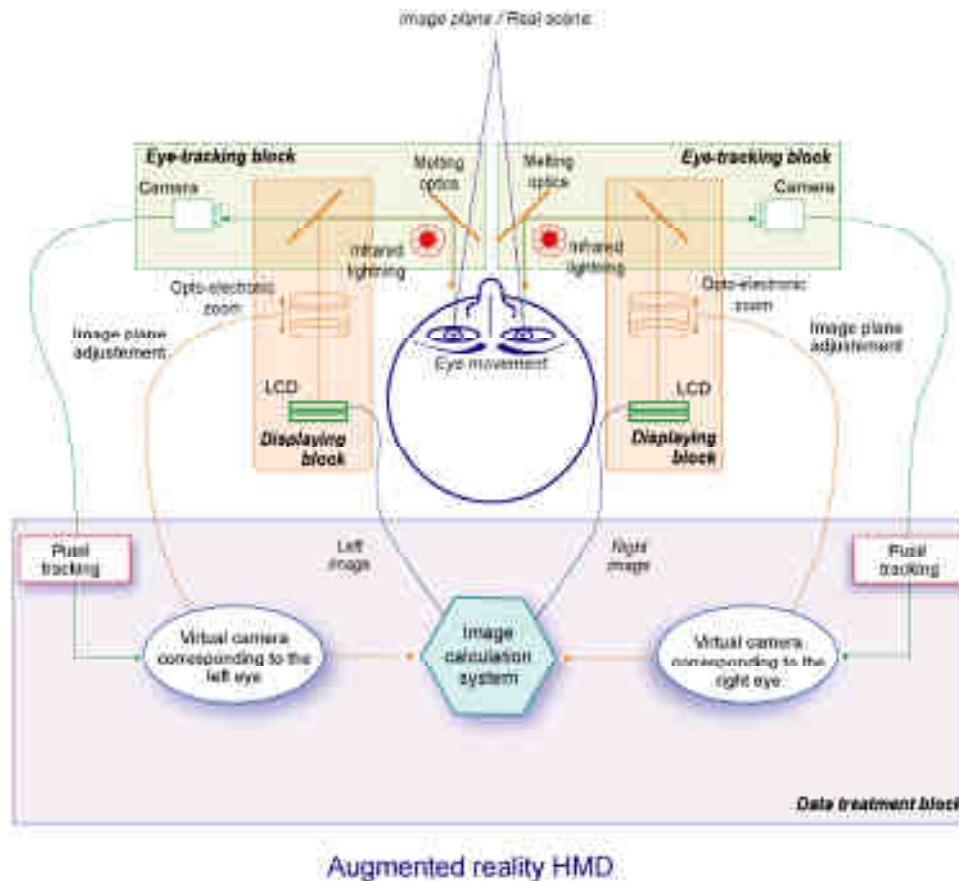 Image plane / Real scene
Eye-tracking block
Eye-tracking block
Camera
Melting
optics
Melting
optics
Camera
Infrared
lightning
Infrared
lightning
Opto-electronic
zoom
Opto-electronic
zoom
Image plane
adjustement
Image plane
adjustement
Eye movement
LCD
LCD
Displaying
block
Displaying
block
Left
image
Right
image
Pupil
tracking
Pupil
tracking
Virtual camera
corresponding to the
left eye
Image
calculation
system
Virtual camera
corresponding to the
right eye
Data treatment block
Augmented reality HMD